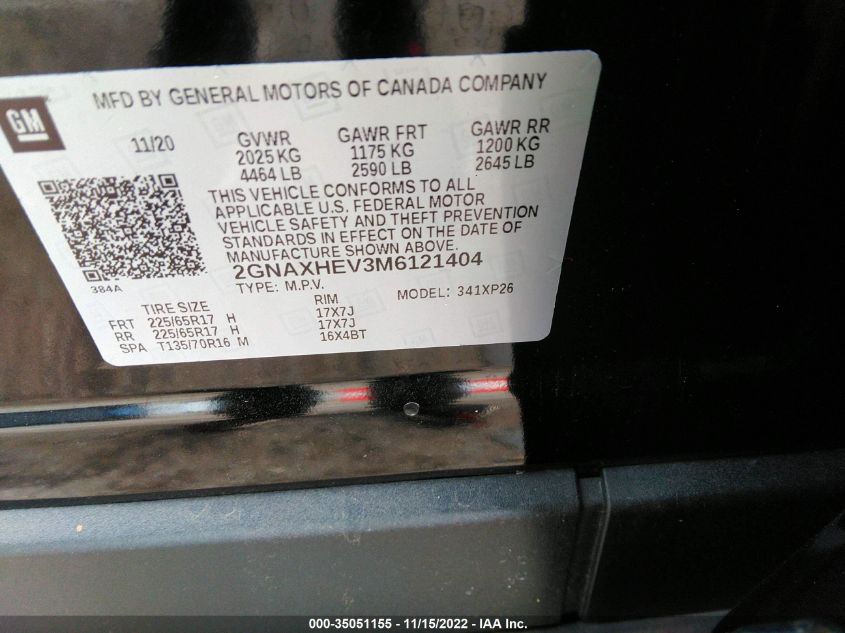 MFD BY GENERAL MOTORS OF CANADA COMPANY
GM
11/20
GVWR
2025 KG
4464 LB
GAWR FRT
1175 KG
2590 LB
GAWR RR
1200 KG
2645 LB
THIS VEHICLE CONFORMS TO ALL
APPLICABLE U.S. FEDERAL MOTOR
VEHICLE SAFETY AND THEFT PREVENTION
STANDARDS IN EFFECT ON THE DATE OF
MANUFACTURE SHOWN ABOVE.
384A
2GNAXHEV3M6121404
TYPE: M.P.V. MODEL: 341XP26
TIRE SIZE RIM
FRT 225/65R17 H 17X7J
RR 225/65R17 H 17X7J
SPA T135/70R16 M 16X4BT
000-35051155 - 11/15/2022 - IAA Inc.